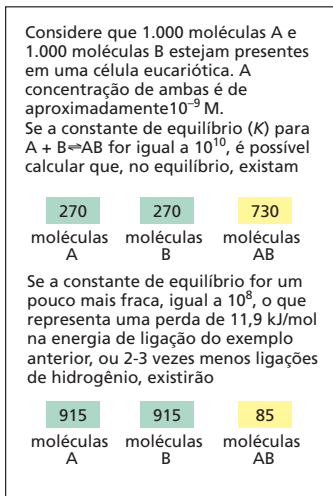 Considere que 1.000 moléculas A e
1.000 moléculas B estejam presentes
em uma célula eucariótica. A
concentração de ambas é de
aproximadamente10⁻⁹ M.
Se a constante de equilíbrio (K) para
A + B⇌AB for igual a 10¹⁰, é possível
calcular que, no equilíbrio, existam
270 270 730
moléculas moléculas moléculas
A B AB
Se a constante de equilíbrio for um
pouco mais fraca, igual a 10⁸, o que
representa uma perda de 11,9 kJ/mol
na energia de ligação do exemplo
anterior, ou 2-3 vezes menos ligações
de hidrogênio, existirão
915 915 85
moléculas moléculas moléculas
A B AB